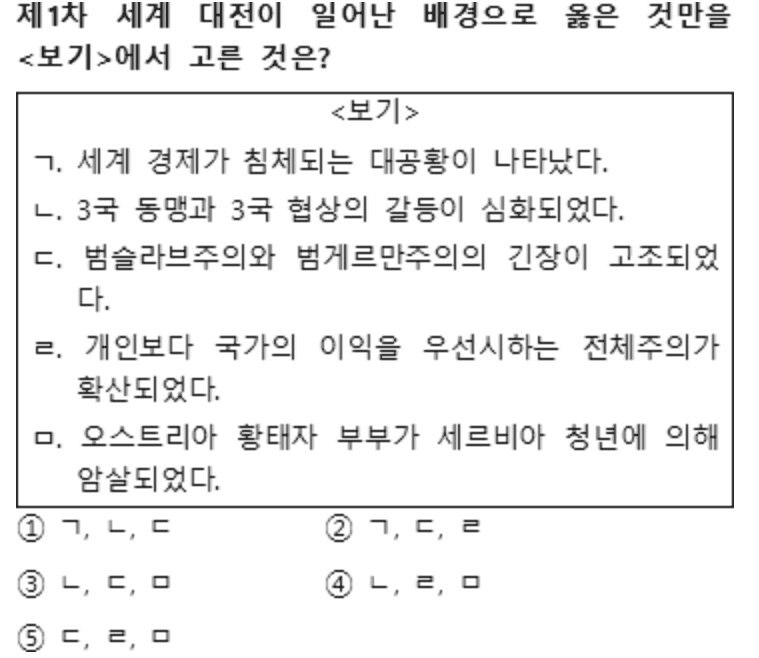 제1차 세계 대전이 일어난 배경으로 옳은 것만을
<보기>에서 고른 것은?
<보기>
ㄱ. 세계 경제가 침체되는 대공황이 나타났다.
ㄴ. 3국 동맹과 3국 협상의 갈등이 심화되었다.
ㄷ. 범슬라브주의와 범게르만주의의 긴장이 고조되었
다.
ㄹ. 개인보다 국가의 이익을 우선시하는 전체주의가
확산되었다.
ㅁ. 오스트리아 황태자 부부가 세르비아 청년에 의해
암살되었다.
① ㄱ, ㄴ, ㄷ ② ㄱ, ㄷ, ㄹ
③ ㄴ, ㄷ, ㅁ ④ ㄴ, ㄹ, ㅁ
⑤ ㄷ, ㄹ, ㅁ